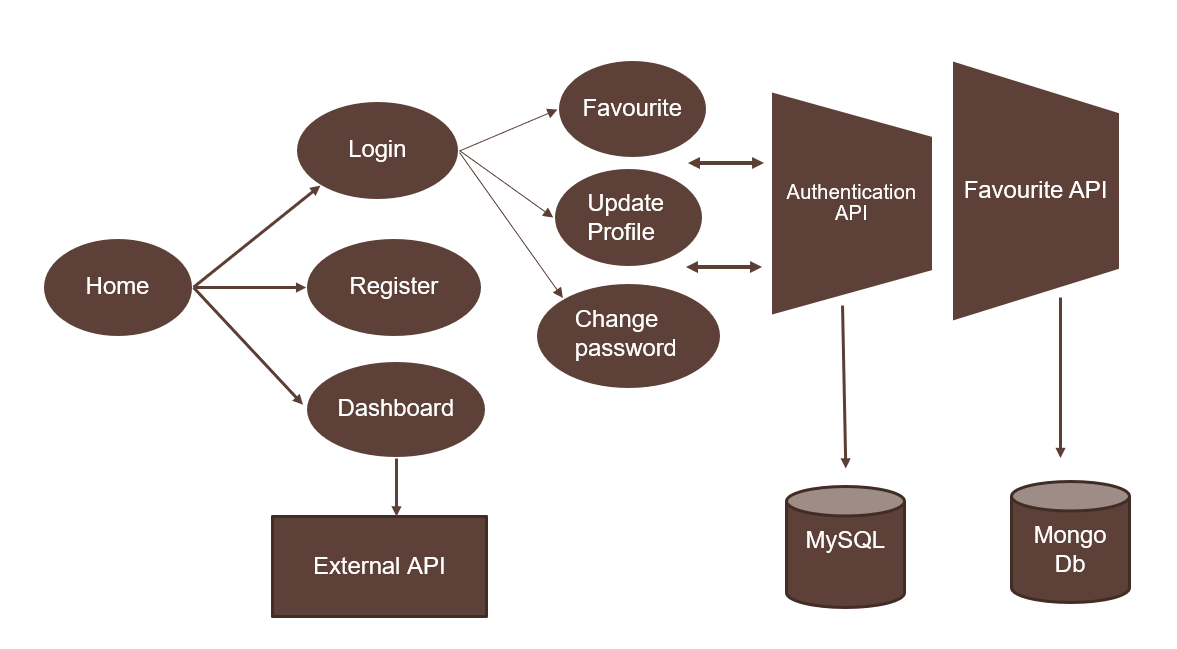 Home
Login
Register
Dashboard
External API
Favourite
Update
Profile
Change
password
Authentication
API
Favourite API
MySQL
Mongo
Db